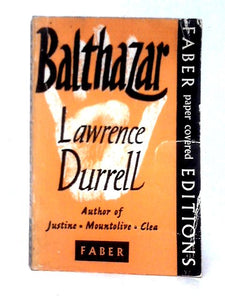 Balthazar
Lawrence
Durrell
Author of
Justine • Mountolive • Clea
FABER
FABER paper covered EDITIONS